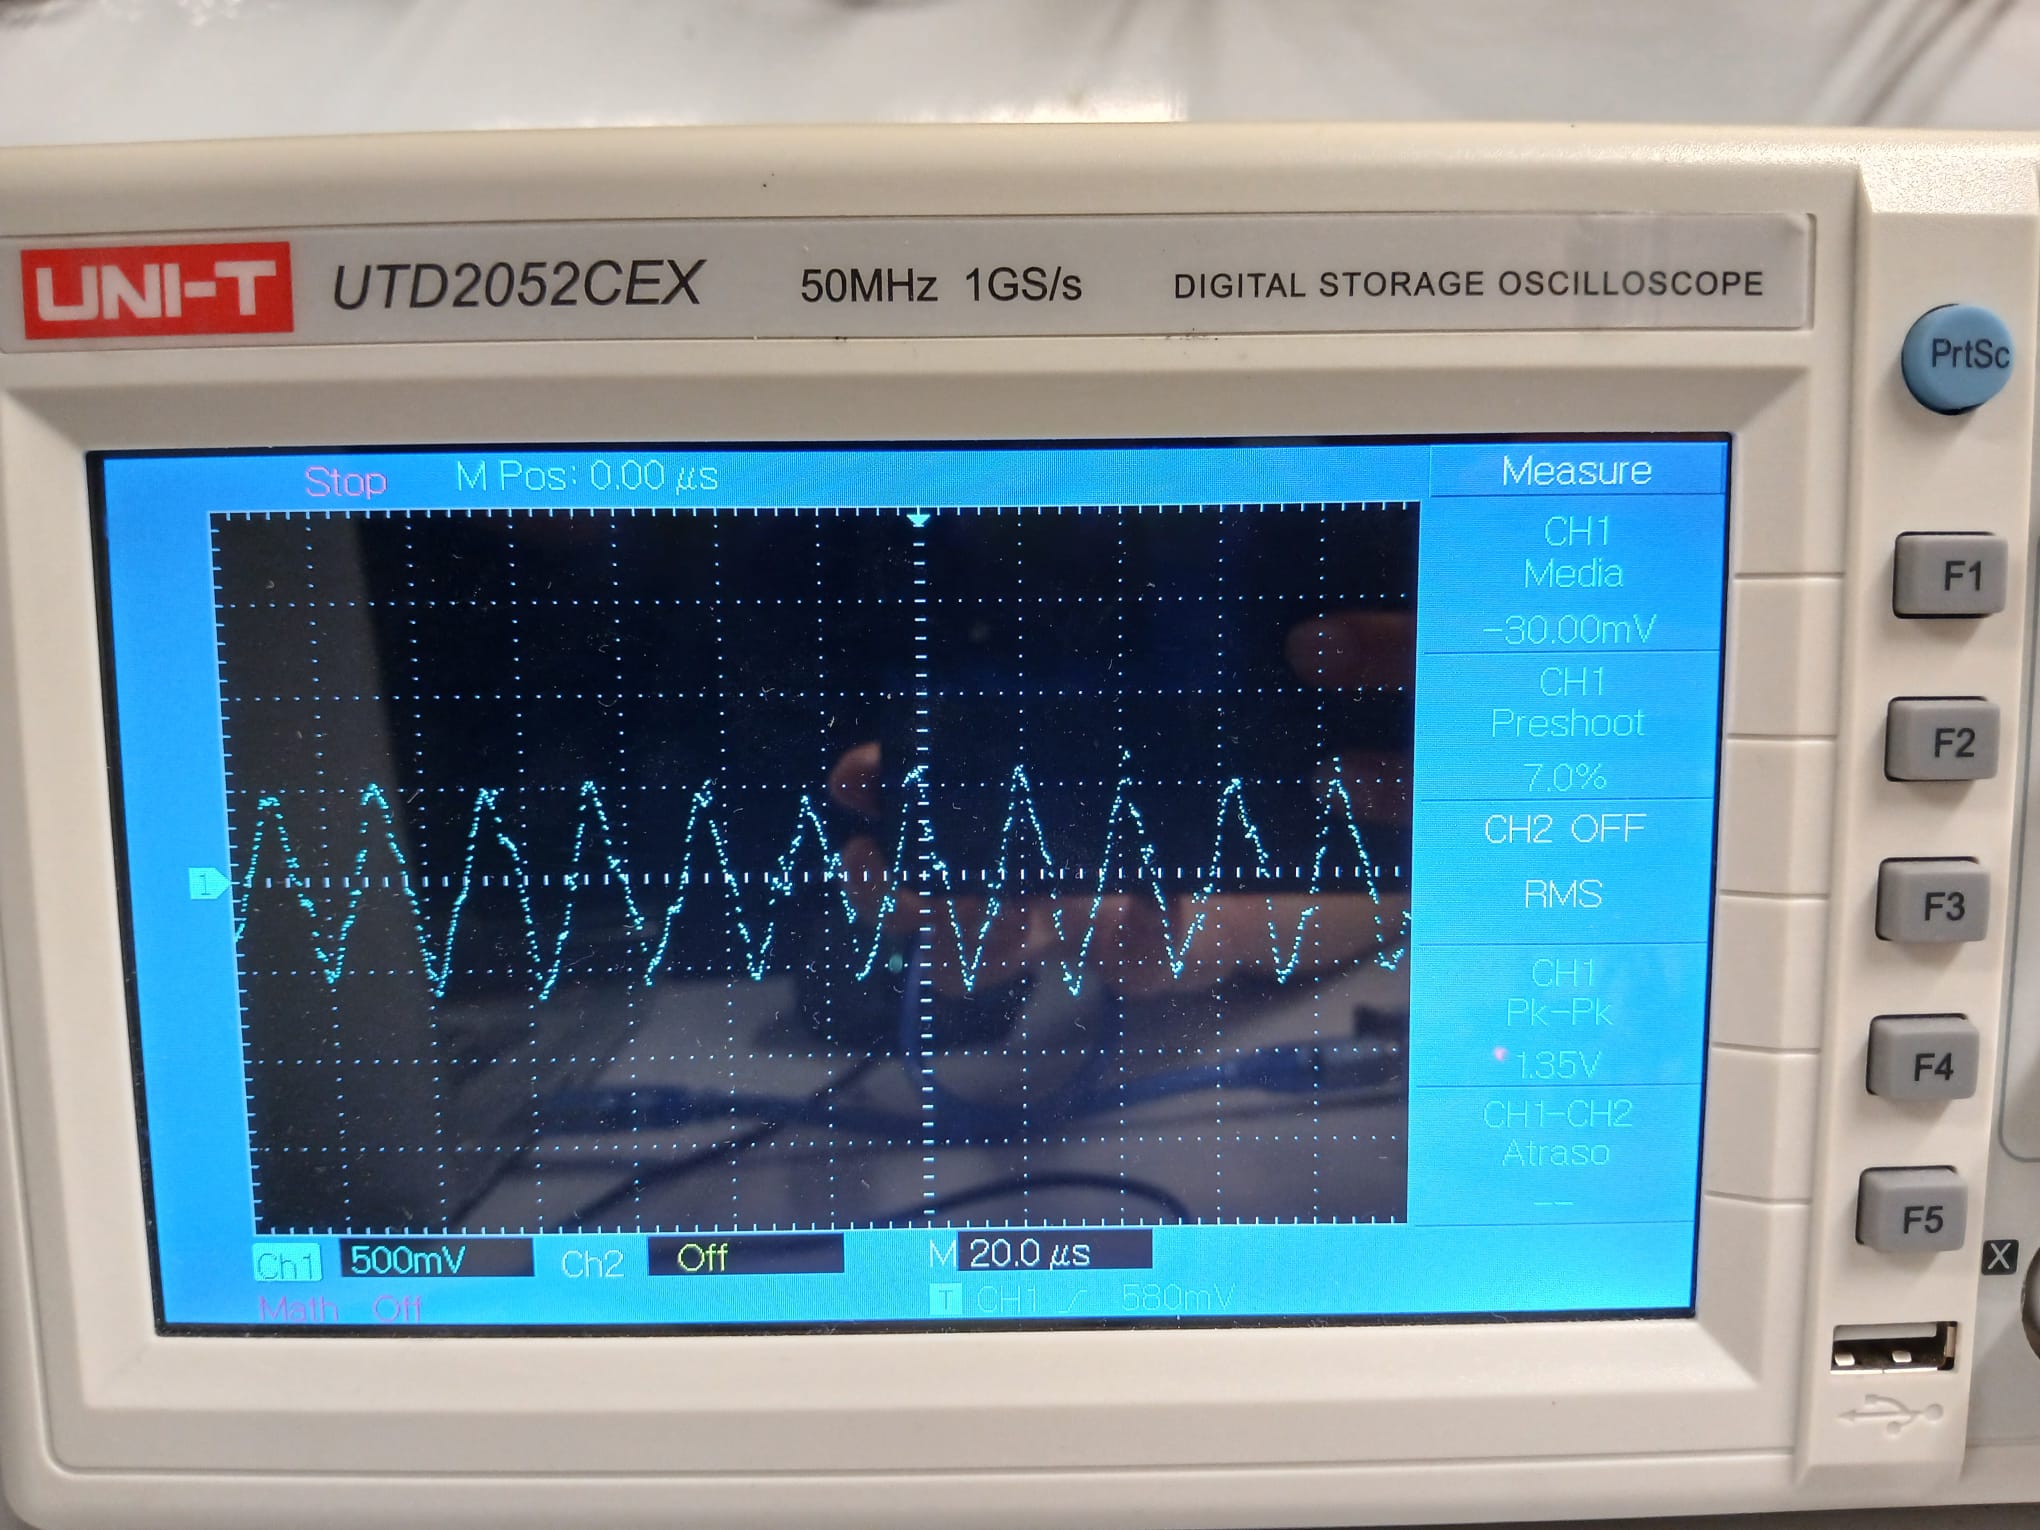 UNI-T UTD2052CEX 50MHz 1GS/s DIGITAL STORAGE OSCILLOSCOPE
PrtSc
Stop M Pos: 0.00 μs
Measure
CH1
Media
-30.00mV
F1
CH1
Preshoot
7.0%
F2
CH2 OFF
RMS
F3
1
CH1
Pk-Pk
1.35V
F4
CH1-CH2
Atraso
--
F5
Ch1 500mV Ch2 Off M 20.0 μs
Math Off T CH1 580mV
X